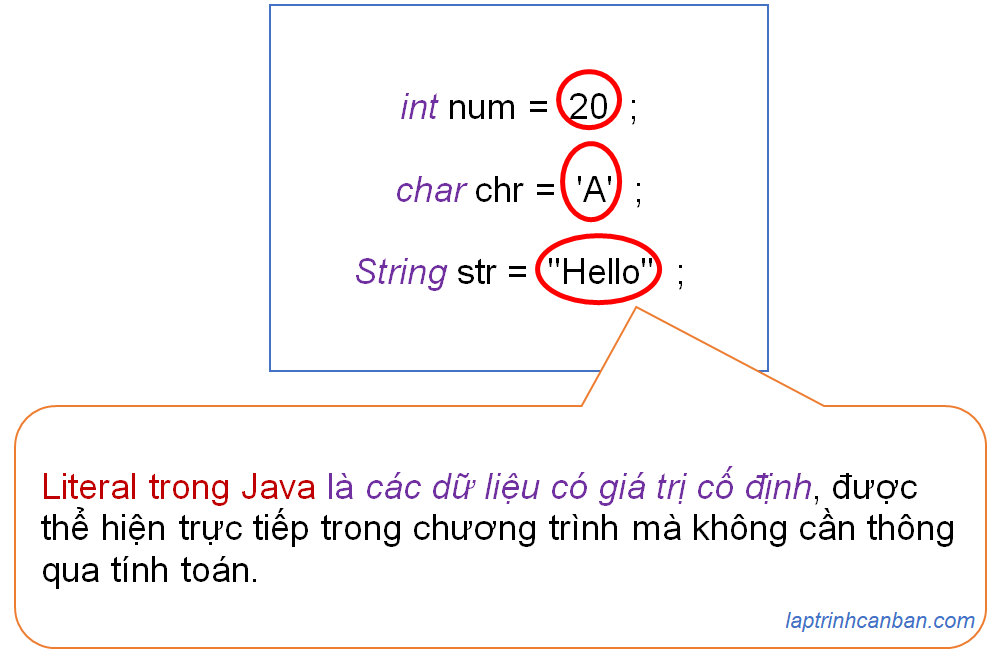 int num = 20 ;
char chr = 'A' ;
String str = "Hello" ;
Literal trong Java là các dữ liệu có giá trị cố định, được
thể hiện trực tiếp trong chương trình mà không cần thông
qua tính toán.
laptrinhcanban.com